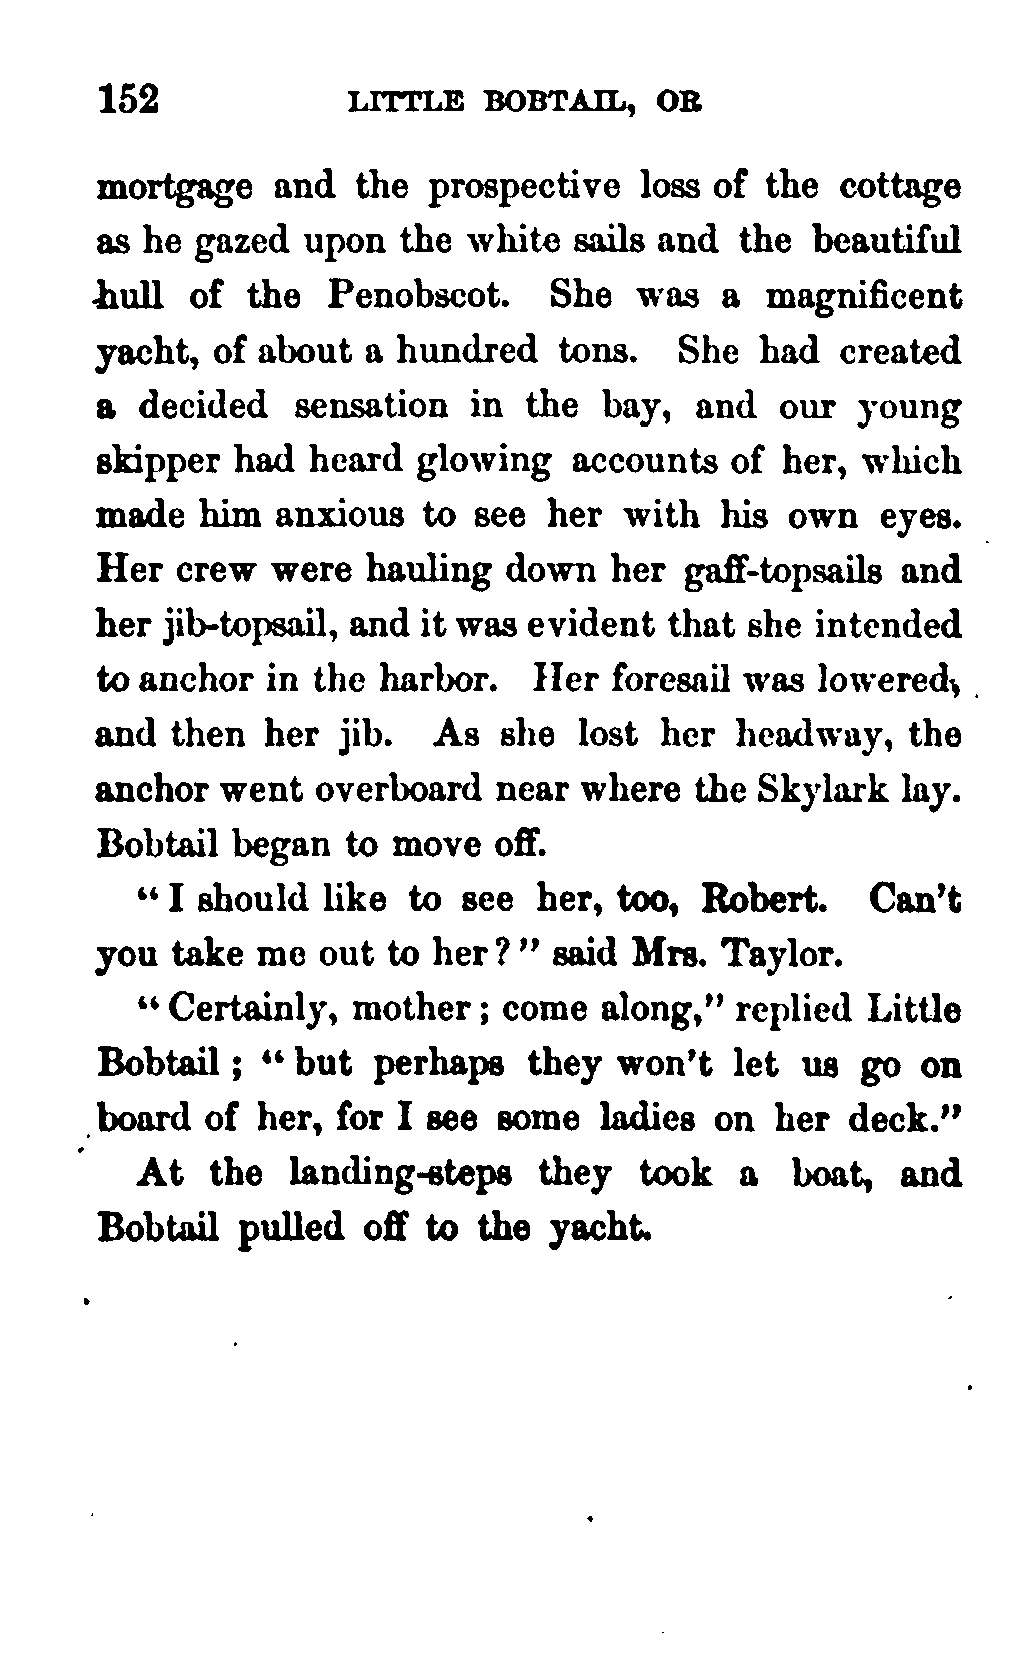 152 LITTLE BOBTAIL, OR
mortgage and the prospective loss of the cottage
as he gazed upon the white sails and the beautiful
hull of the Penobscot. She was a magnificent
yacht, of about a hundred tons. She had created
a decided sensation in the bay, and our young
skipper had heard glowing accounts of her, which
made him anxious to see her with his own eyes.
Her crew were hauling down her gaff-topsails and
her jib-topsail, and it was evident that she intended
to anchor in the harbor. Her foresail was lowered,
and then her jib. As she lost her headway, the
anchor went overboard near where the Skylark lay.
Bobtail began to move off.
"I should like to see her, too, Robert. Can't
you take me out to her?" said Mrs. Taylor.
"Certainly, mother; come along," replied Little
Bobtail; "but perhaps they won't let us go on
board of her, for I see some ladies on her deck."
At the landing-steps they took a boat, and
Bobtail pulled off to the yacht.